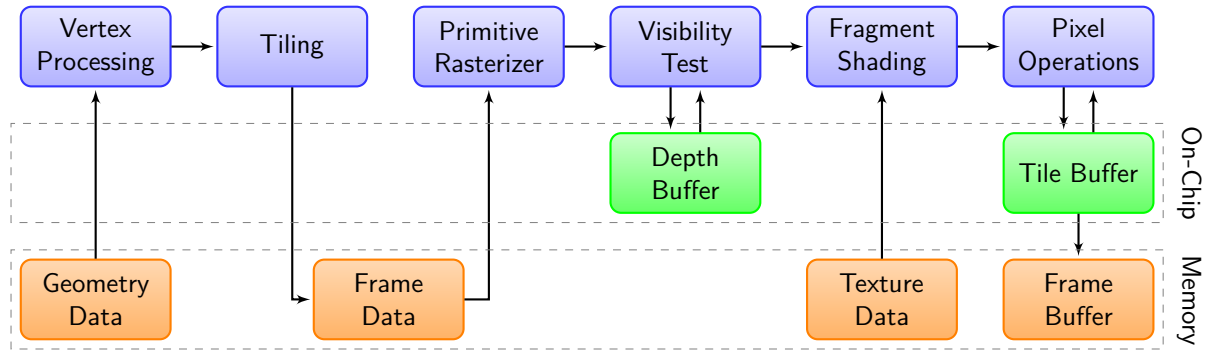 Vertex
Processing
Tiling
Primitive
Rasterizer
Visibility
Test
Fragment
Shading
Pixel
Operations
Depth
Buffer
Tile Buffer
On-Chip
Geometry
Data
Frame
Data
Texture
Data
Frame
Buffer
Memory